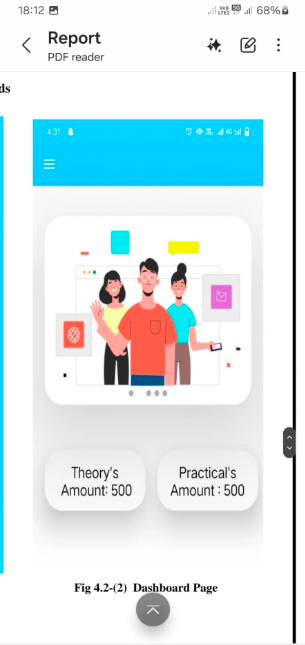 18:12
68%
Report
PDF reader
ds
4:31
4G
Theory's
Amount: 500
Practical's
Amount : 500
Fig 4.2-(2) Dashboard Page